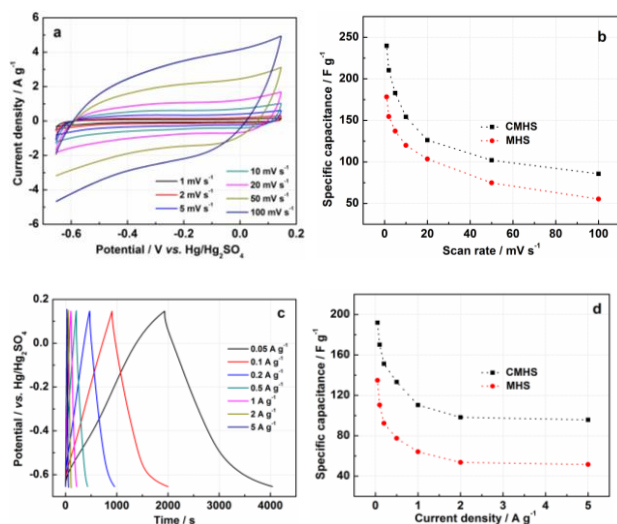 a
6
4
2
0
-2
-4
-6
Current density / A g⁻¹
1 mV s⁻¹
2 mV s⁻¹
5 mV s⁻¹
10 mV s⁻¹
20 mV s⁻¹
50 mV s⁻¹
100 mV s⁻¹
-0.6 -0.4 -0.2 0.0 0.2
Potential / V vs. Hg/Hg₂SO₄
b
250
200
150
100
50
Specific capacitance / F g⁻¹
CMHS
MHS
0 20 40 60 80 100
Scan rate / mV s⁻¹
c
0.2
-0.2
-0.6
Potential / vs. Hg/Hg₂SO₄
0.05 A g⁻¹
0.1 A g⁻¹
0.2 A g⁻¹
0.5 A g⁻¹
1 A g⁻¹
2 A g⁻¹
5 A g⁻¹
0 1000 2000 3000 4000
Time / s
d
200
160
120
80
40
Specific capacitance / F g⁻¹
CMHS
MHS
0 1 2 3 4 5
Current density / A g⁻¹